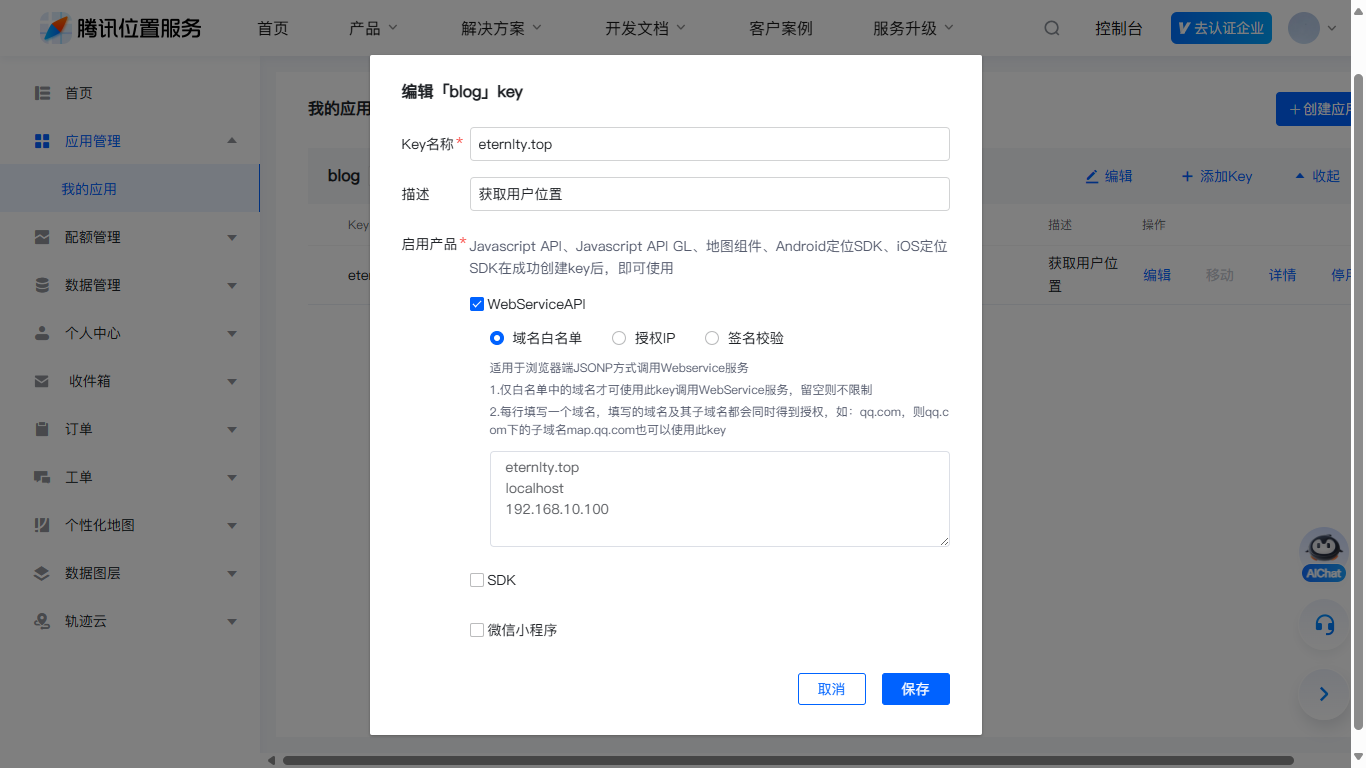 腾讯位置服务
首页
产品
解决方案
开发文档
客户案例
服务升级
控制台
去认证企业
首页
应用管理
我的应用
配额管理
数据管理
个人中心
收件箱
订单
工单
个性化地图
数据图层
轨迹云
我的应用
+创建应用
blog
编辑
+ 添加Key
收起
Key
描述
操作
eter
获取用户位
置
编辑
移动
详情
停用
编辑「blog」key
Key名称*
eternlty.top
描述
获取用户位置
启用产品*
Javascript API、Javascript API GL、地图组件、Android定位SDK、iOS定位
SDK在成功创建key后，即可使用
WebServiceAPI
域名白名单
授权IP
签名校验
适用于浏览器端JSONP方式调用Webservice服务
1.仅白名单中的域名才可使用此key调用WebService服务，留空则不限制
2.每行填写一个域名，填写的域名及其子域名都会同时得到授权，如：qq.com，则qq.c
om下的子域名map.qq.com也可以使用此key
eternlty.top
localhost
192.168.10.100
SDK
微信小程序
取消
保存
AIChat